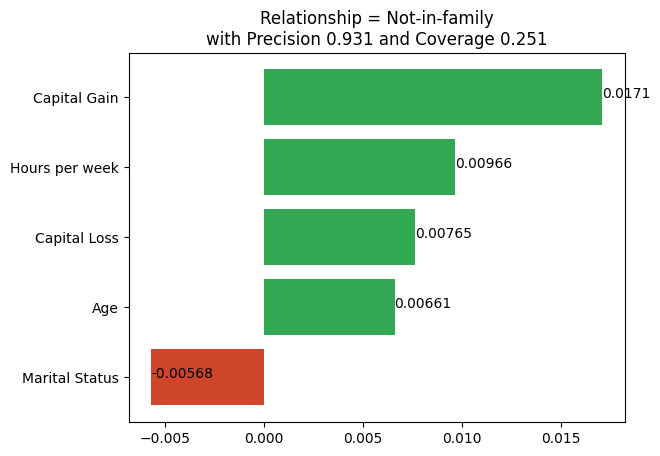 Relationship = Not-in-family
with Precision 0.931 and Coverage 0.251
Capital Gain
0.0171
Hours per week
0.00966
Capital Loss
0.00765
Age
0.00661
Marital Status
-0.00568
−0.005
0.000
0.005
0.010
0.015